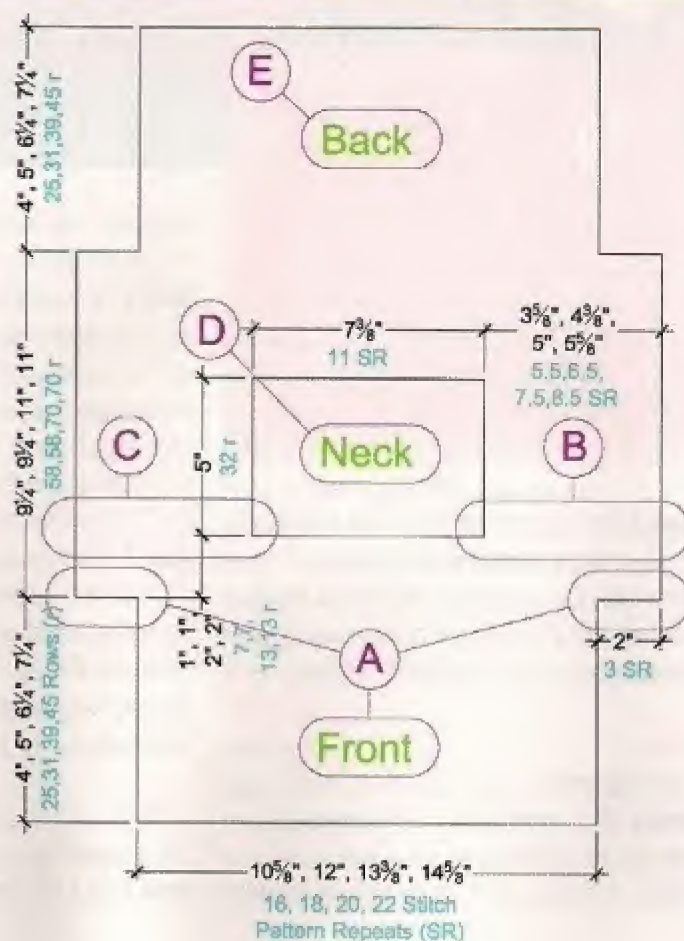 E
Back
4", 5", 6¼", 7¼"
25,31,39,45 r
D
7⅜"
11 SR
3⅝", 4⅜",
5", 5⅝"
5.5,6.5,
7.5,8.5 SR
9¼", 9¼", 11", 11"
58,58,70,70 r
C
5"
32 r
Neck
B
1", 1",
2", 2"
7,7,
13,13 r
A
2"
3 SR
4", 5", 6¼", 7¼"
25,31,39,45 Rows (r)
Front
10⅝", 12", 13⅜", 14⅝"
16, 18, 20, 22 Stitch
Pattern Repeats (SR)